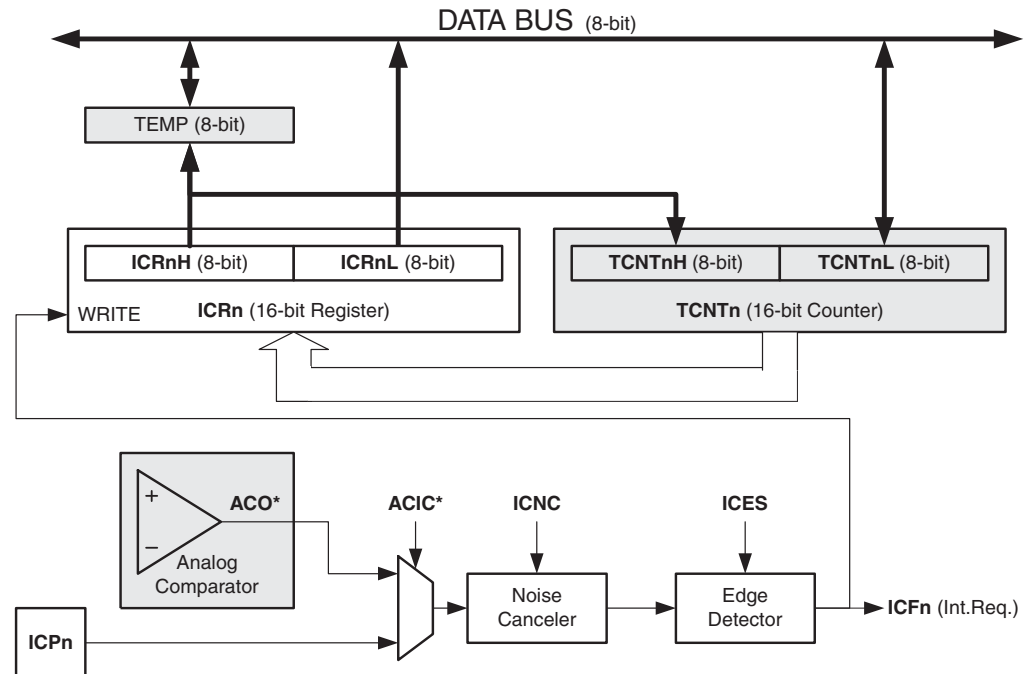 DATA BUS (8-bit)
TEMP (8-bit)
ICRnH (8-bit)
ICRnL (8-bit)
TCNTnH (8-bit)
TCNTnL (8-bit)
WRITE
ICRn (16-bit Register)
TCNTn (16-bit Counter)
+
−
ACO*
Analog
Comparator
ACIC*
ICNC
ICES
Noise
Canceler
Edge
Detector
ICFn (Int.Req.)
ICPn